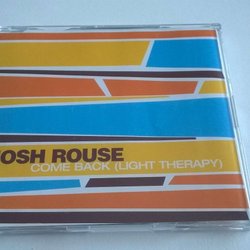 OSH ROUSE
COME BACK (LIGHT THERAPY)